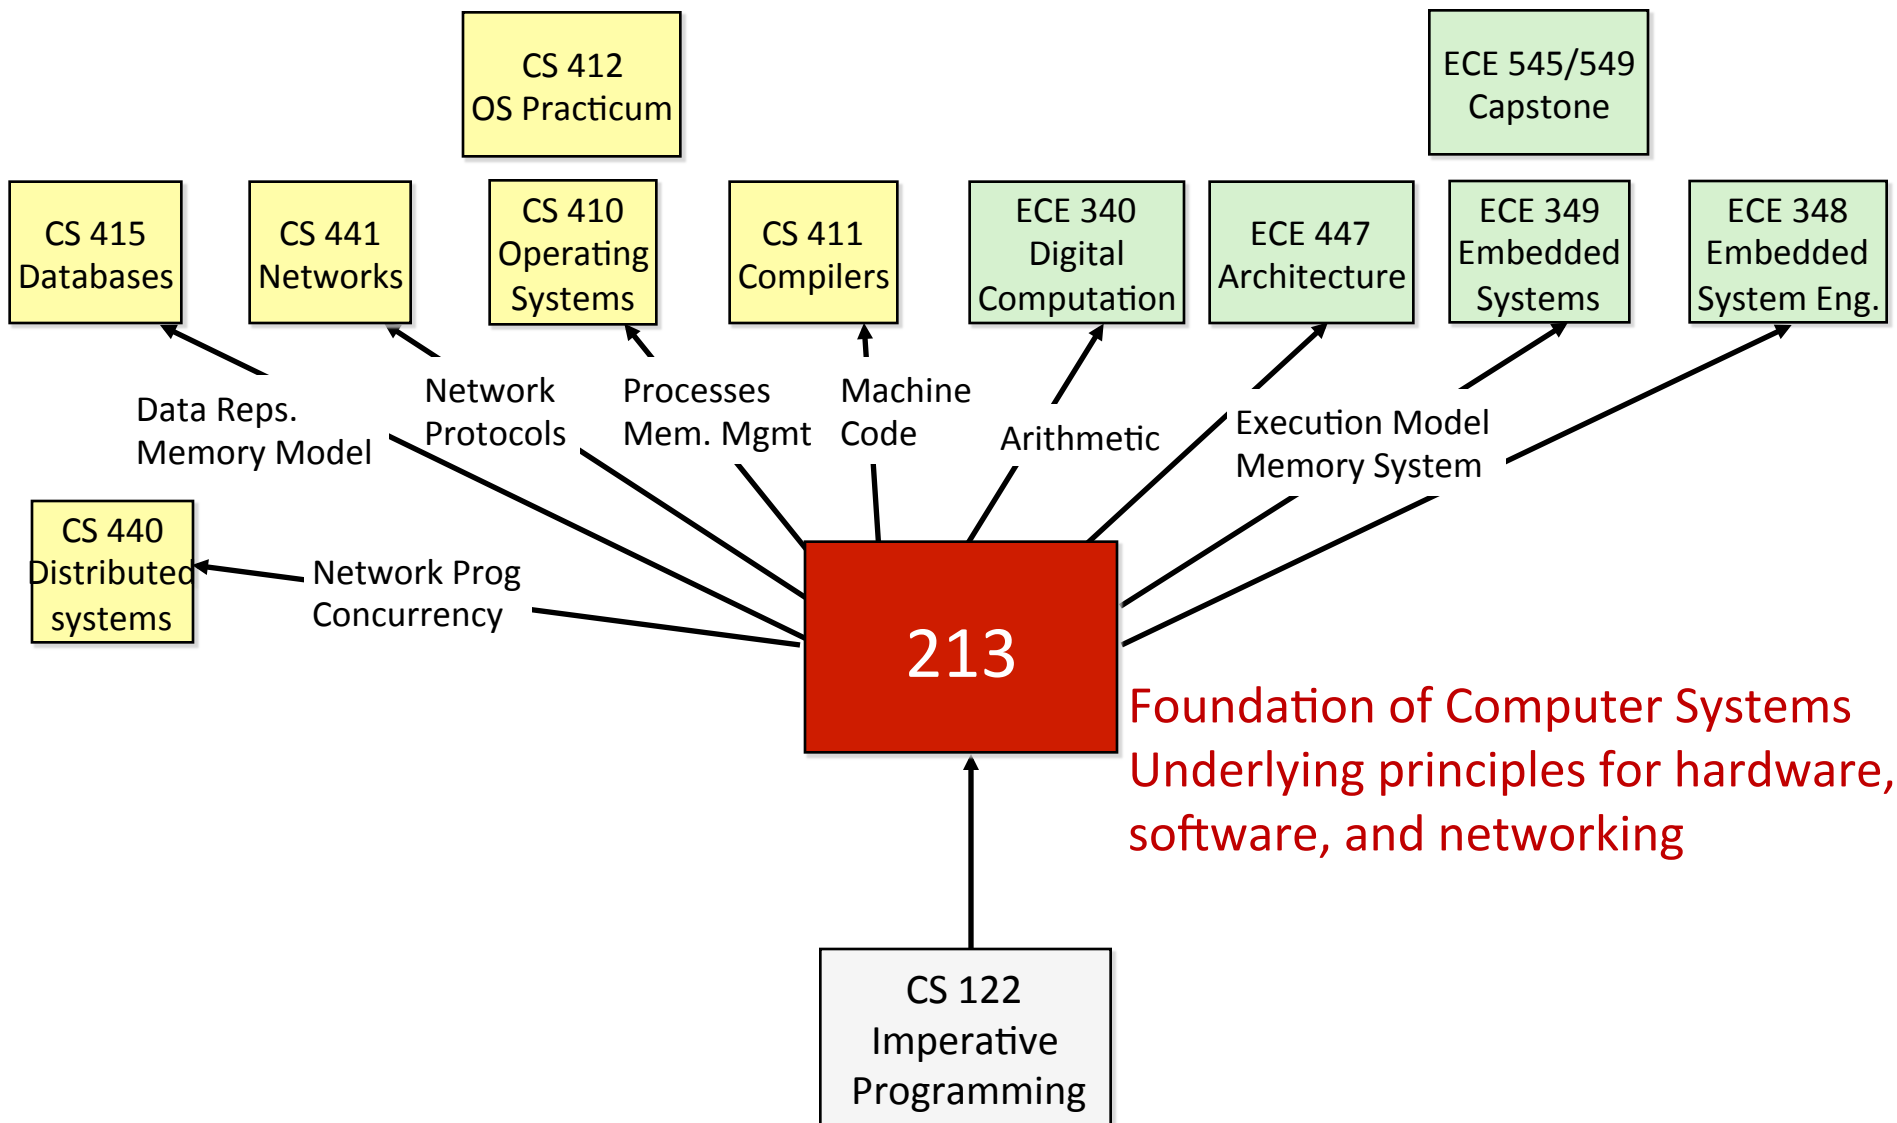 CS 412
OS Practicum
ECE 545/549
Capstone
CS 415
Databases
CS 441
Networks
CS 410
Operating
Systems
CS 411
Compilers
ECE 340
Digital
Computation
ECE 447
Architecture
ECE 349
Embedded
Systems
ECE 348
Embedded
System Eng.
Data Reps.
Memory Model
Network
Protocols
Processes
Mem. Mgmt
Machine
Code
Arithmetic
Execution Model
Memory System
CS 440
Distributed
systems
Network Prog
Concurrency
213
Foundation of Computer Systems
Underlying principles for hardware,
software, and networking
CS 122
Imperative
Programming